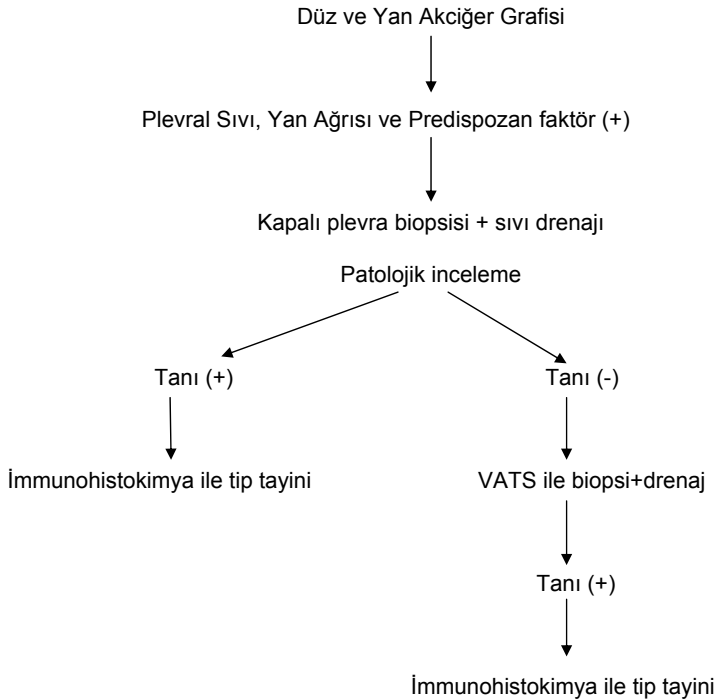 Düz ve Yan Akciğer Grafisi
Plevral Sıvı, Yan Ağrısı ve Predispozan faktör (+)
Kapalı plevra biopsisi + sıvı drenajı
Patolojik inceleme
Tanı (+)
Tanı (-)
İmmunohistokimya ile tip tayini
VATS ile biopsi+drenaj
Tanı (+)
İmmunohistokimya ile tip tayini